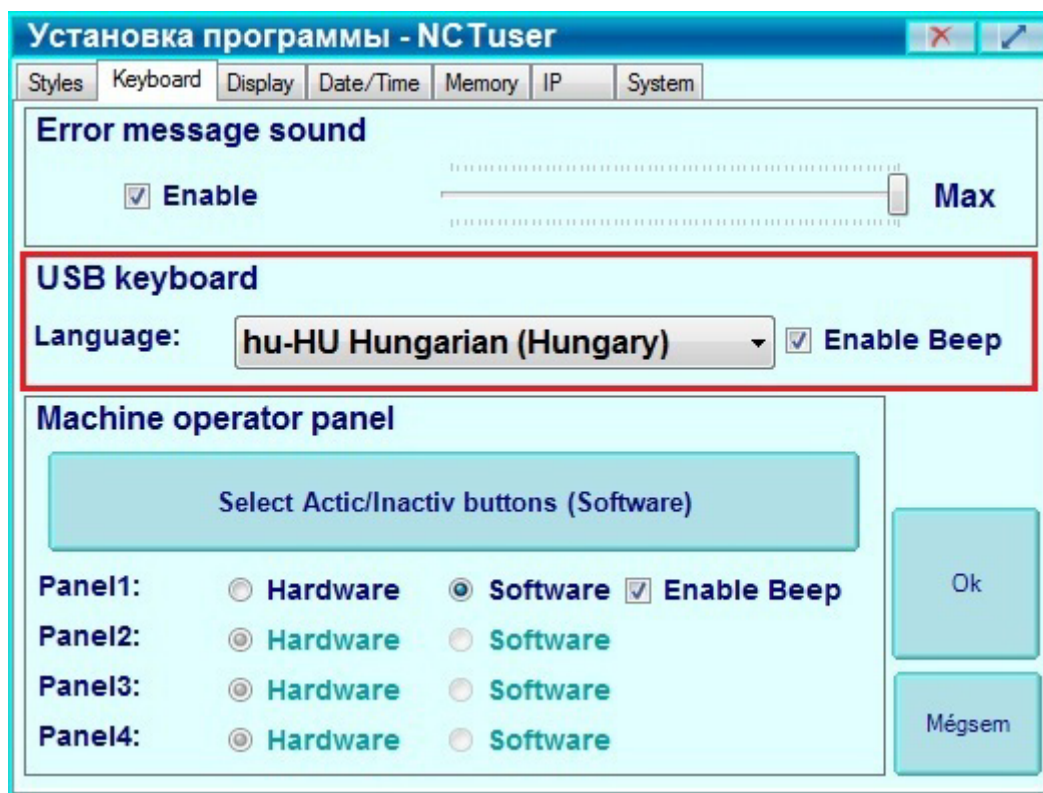 Установка программы - NCTuser
Styles Keyboard Display Date/Time Memory IP System
Error message sound
Enable Max
USB keyboard
Language: hu-HU Hungarian (Hungary) Enable Beep
Machine operator panel
Select Actic/Inactiv buttons (Software)
Panel1: Hardware Software Enable Beep
Ok
Panel2: Hardware Software
Panel3: Hardware Software
Panel4: Hardware Software
Mégsem